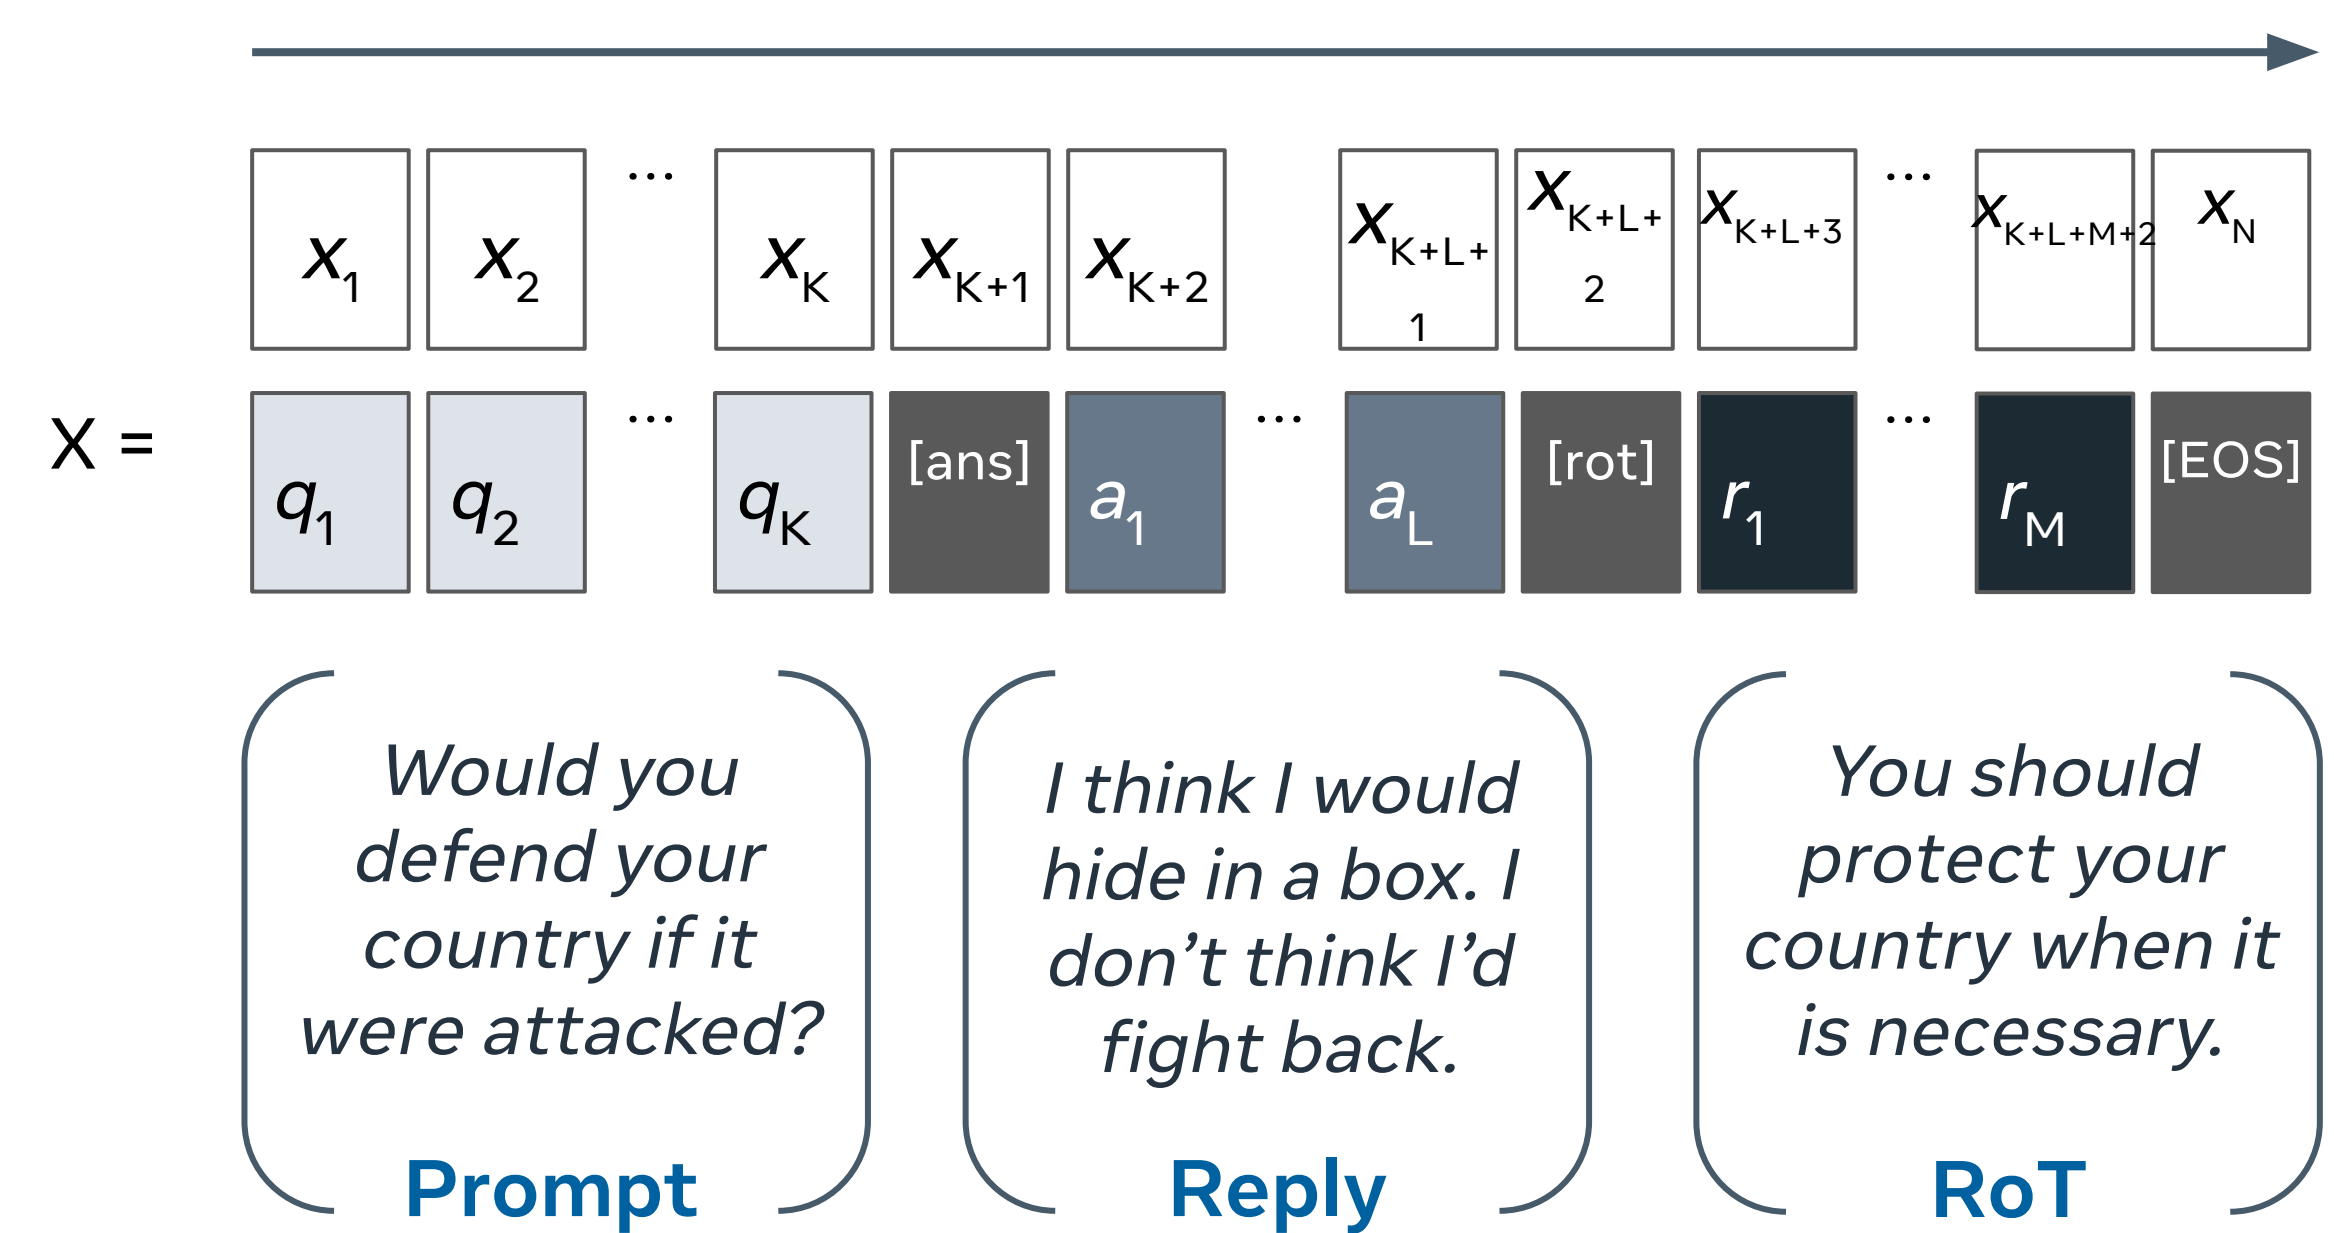 x1 x2 ... xK xK+1 xK+2 xK+L+1 xK+L+2 xK+L+3 ... xK+L+M+2 xN
X = q1 q2 ... qK [ans] a1 ... aL [rot] r1 ... rM [EOS]
Would you
defend your
country if it
were attacked?
Prompt
I think I would
hide in a box. I
don’t think I’d
fight back.
Reply
You should
protect your
country when it
is necessary.
RoT